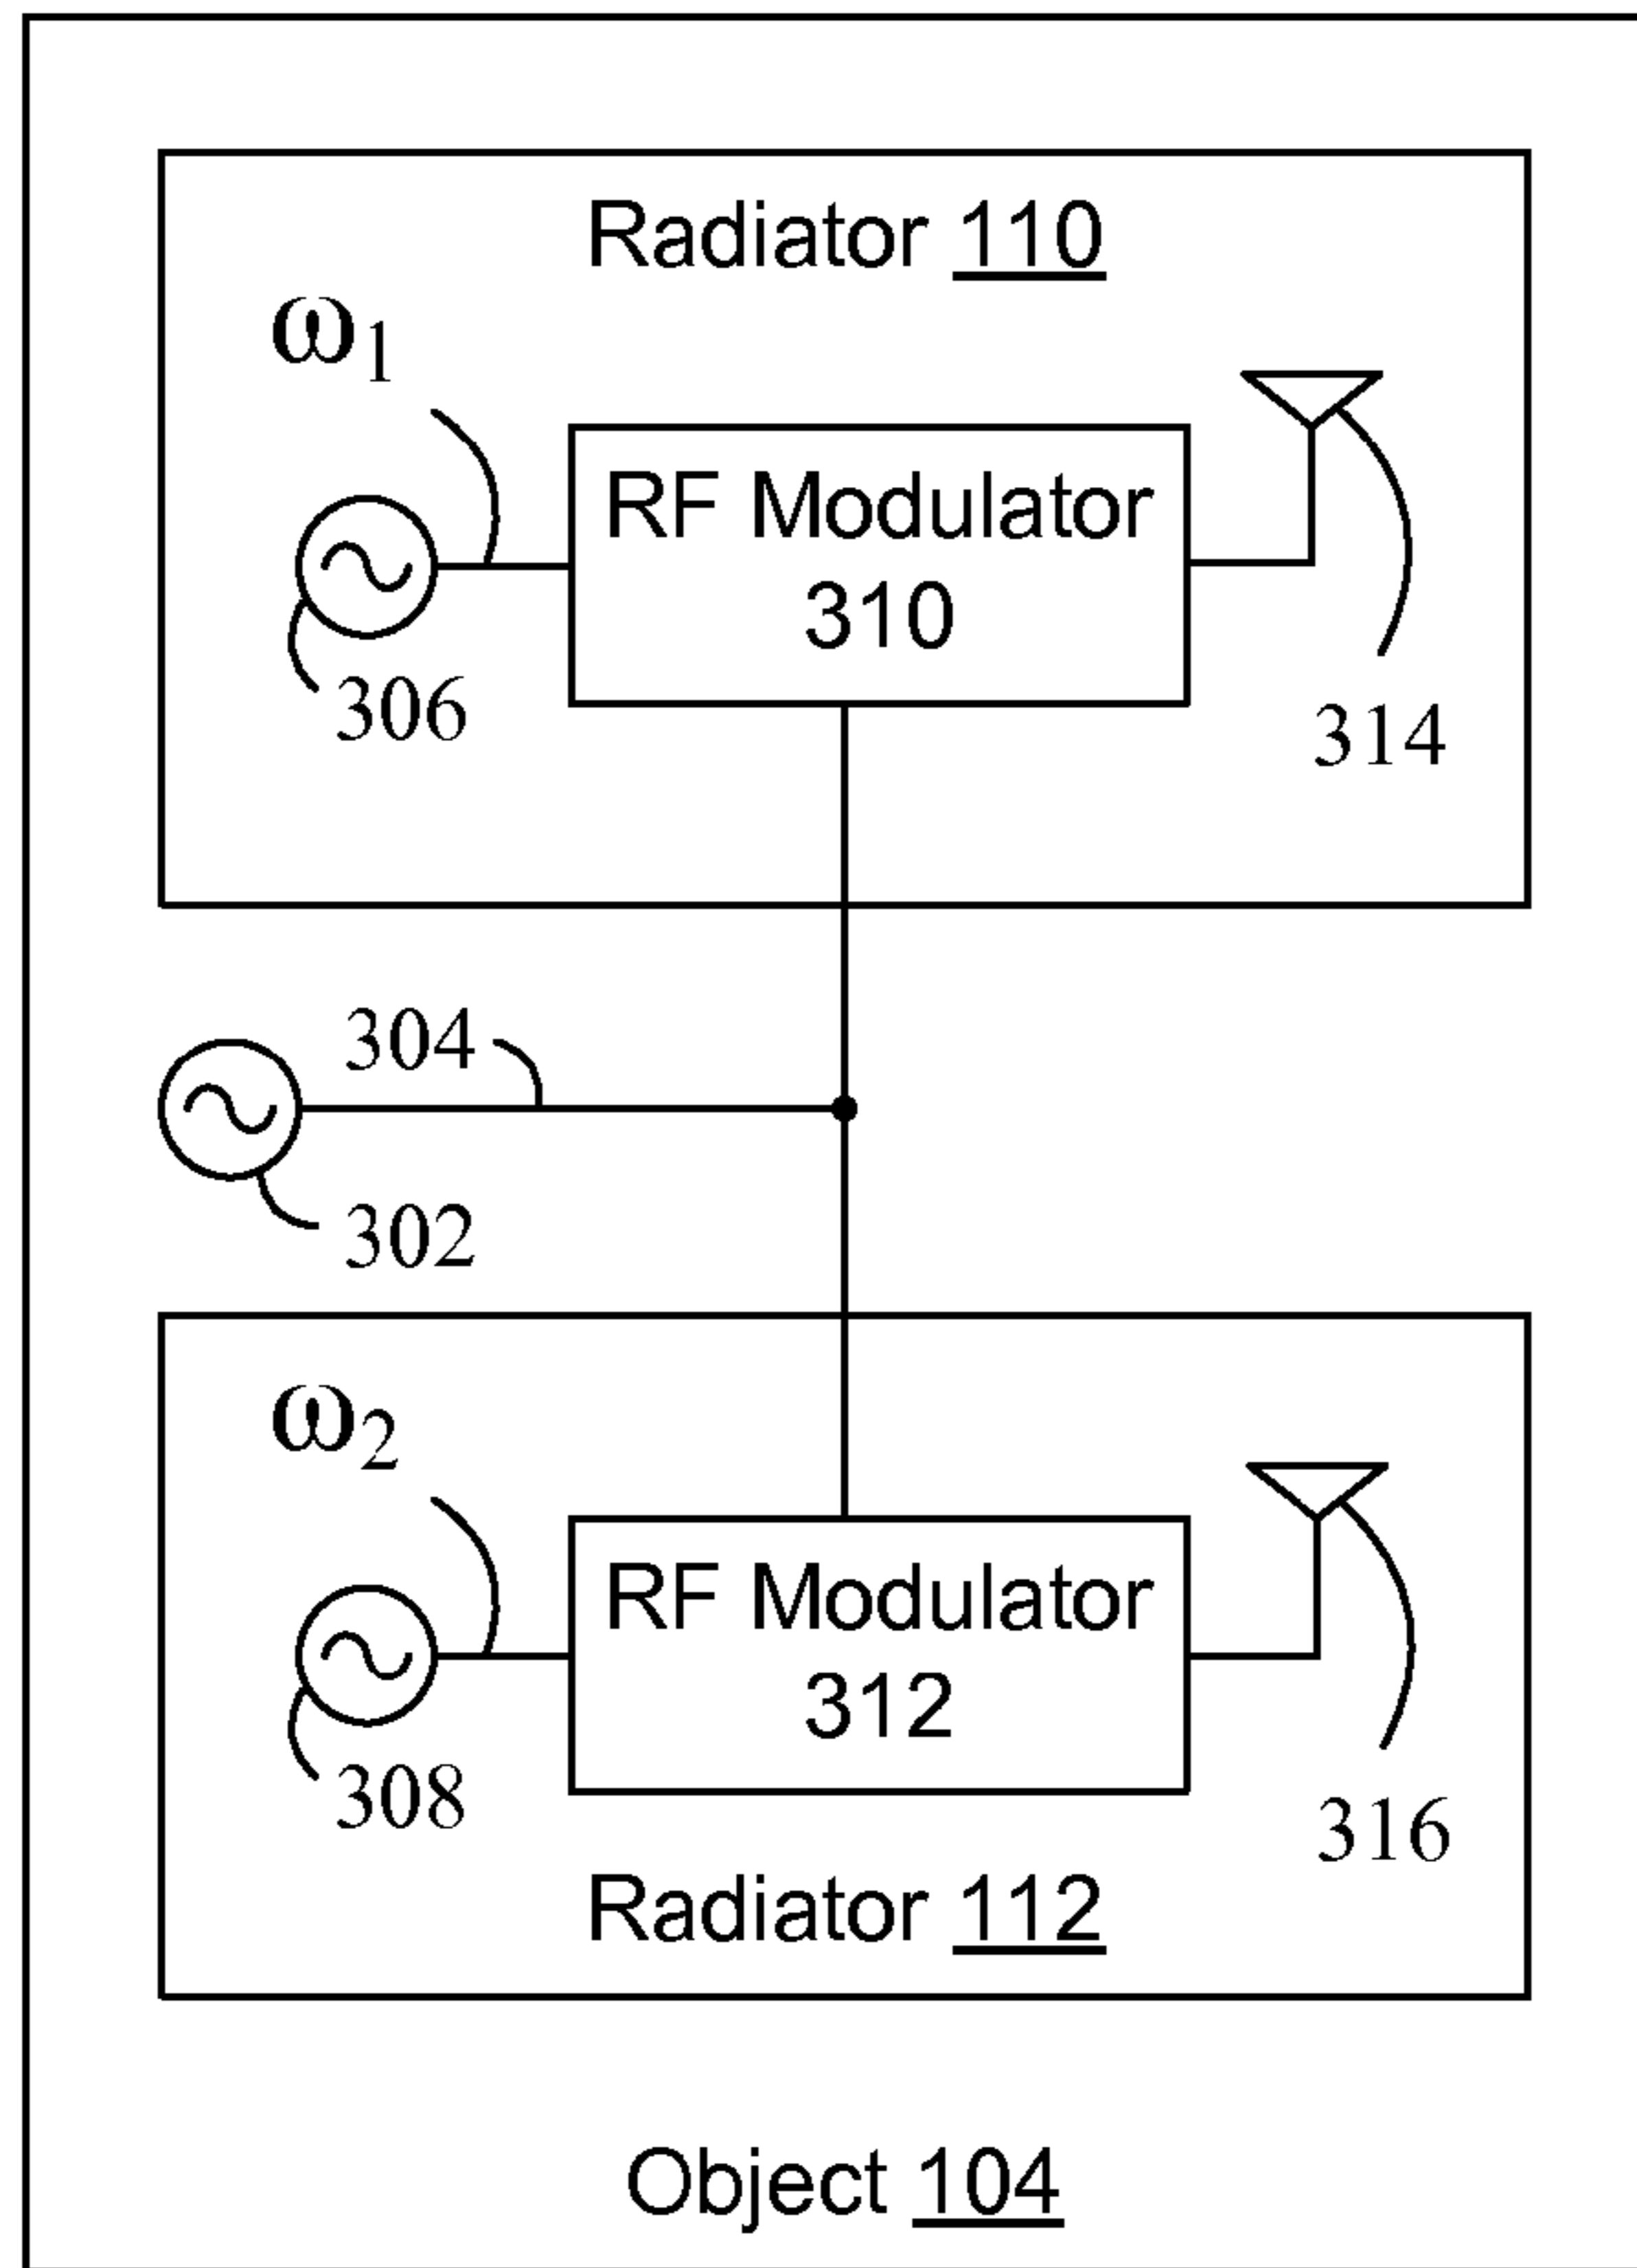 Radiator 110
ω1
RF Modulator
310
306
314
304
302
ω2
RF Modulator
312
308
316
Radiator 112
Object 104